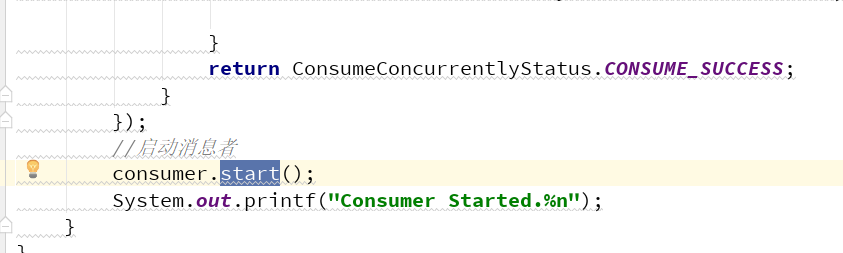 }
return ConsumeConcurrentlyStatus.CONSUME_SUCCESS;
}
});
//启动消息者
consumer.start();
System.out.printf("Consumer Started.%n");
}
}